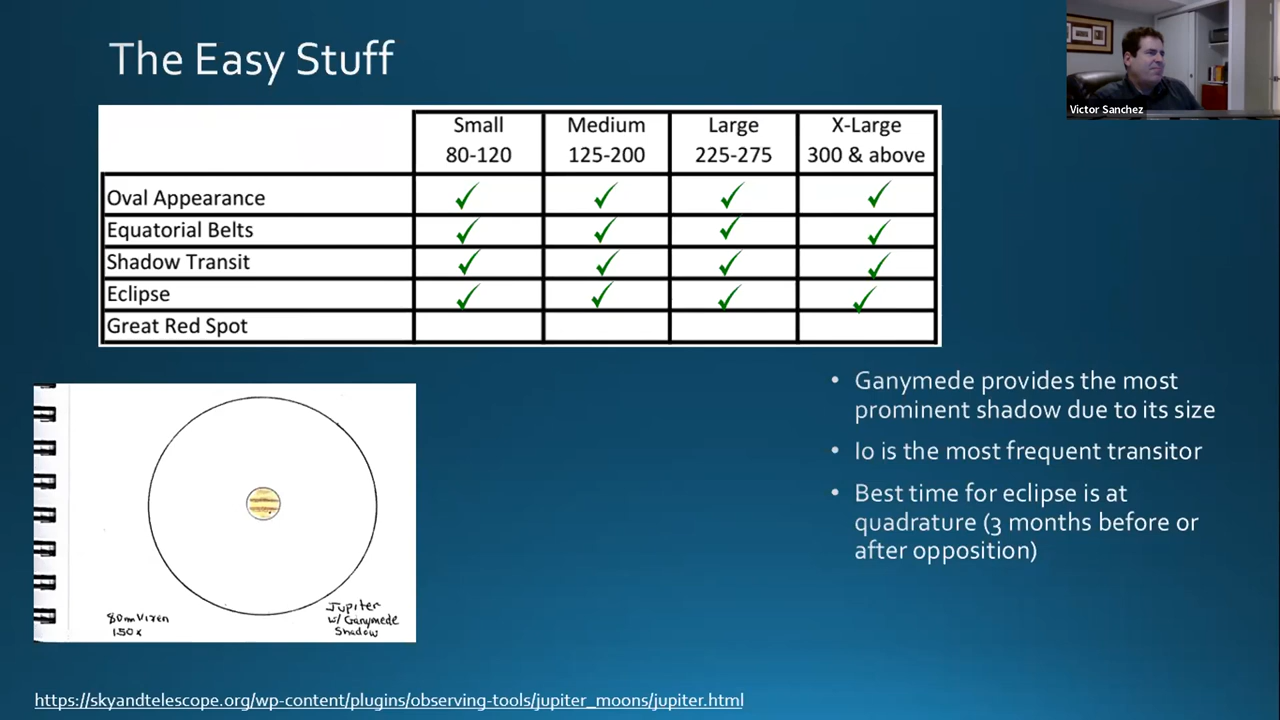 The Easy Stuff
Victor Sanchez
Small Medium Large X-Large
80-120 125-200 225-275 300 & above
Oval Appearance
Equatorial Belts
Shadow Transit
Eclipse
Great Red Spot
• Ganymede provides the most
prominent shadow due to its size
• Io is the most frequent transitor
• Best time for eclipse is at
quadrature (3 months before or
after opposition)
80mm Vixen
150x
Jupiter
w/ Ganymede
Shadow
https://skyandtelescope.org/wp-content/plugins/observing-tools/jupiter_moons/jupiter.html